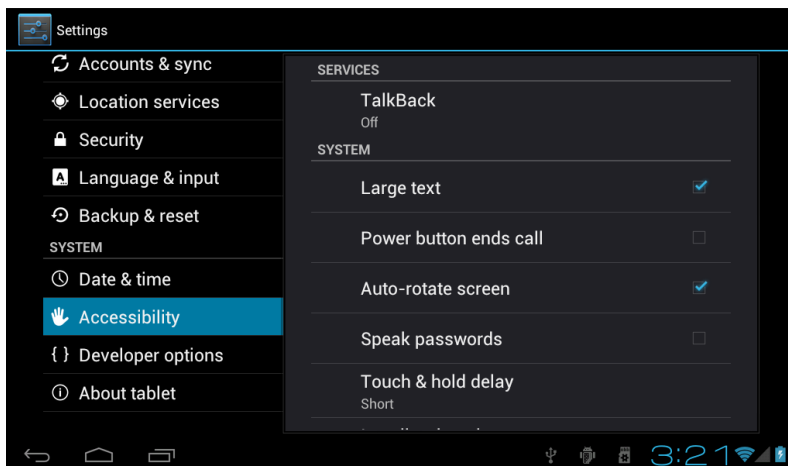 Settings
Accounts & sync
Location services
Security
Language & input
Backup & reset
SYSTEM
Date & time
Accessibility
{ } Developer options
About tablet
SERVICES
TalkBack
Off
SYSTEM
Large text
Power button ends call
Auto-rotate screen
Speak passwords
Touch & hold delay
Short
3:21